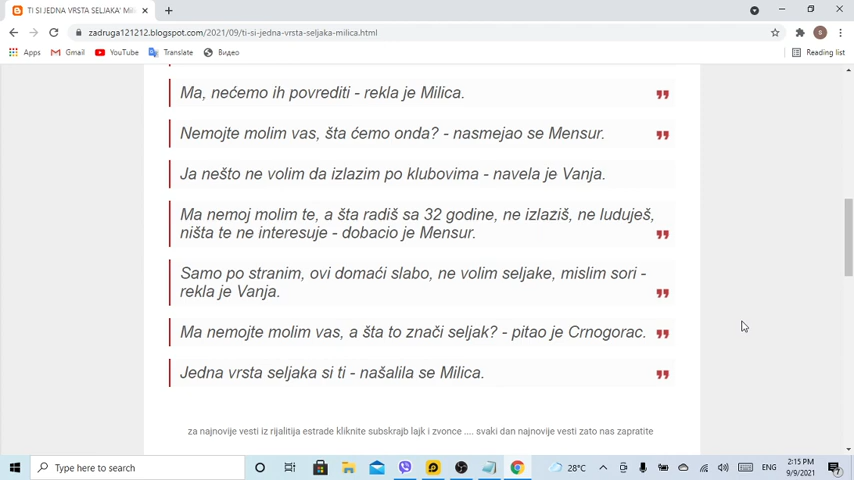 TI SI JEDNA VRSTA SELJAKA' Milic
zadruga121212.blogspot.com/2021/09/ti-si-jedna-vrsta-seljaka-milica.html
Apps Gmail YouTube Translate Видео Reading list
Ma, nećemo ih povrediti - rekla je Milica.
Nemojte molim vas, šta ćemo onda? - nasmejao se Mensur.
Ja nešto ne volim da izlazim po klubovima - navela je Vanja.
Ma nemoj molim te, a šta radiš sa 32 godine, ne izlaziš, ne luduješ,
ništa te ne interesuje - dobacio je Mensur.
Samo po stranim, ovi domaći slabo, ne volim seljake, mislim sori -
rekla je Vanja.
Ma nemojte molim vas, a šta to znači seljak? - pitao je Crnogorac.
Jedna vrsta seljaka si ti - našalila se Milica.
za najnovije vesti iz rijalitija estrade kliknite subskrajb lajk i zvonce .... svaki dan najnovije vesti zato nas zapratite
Type here to search
28°C
ENG
2:15 PM
9/9/2021